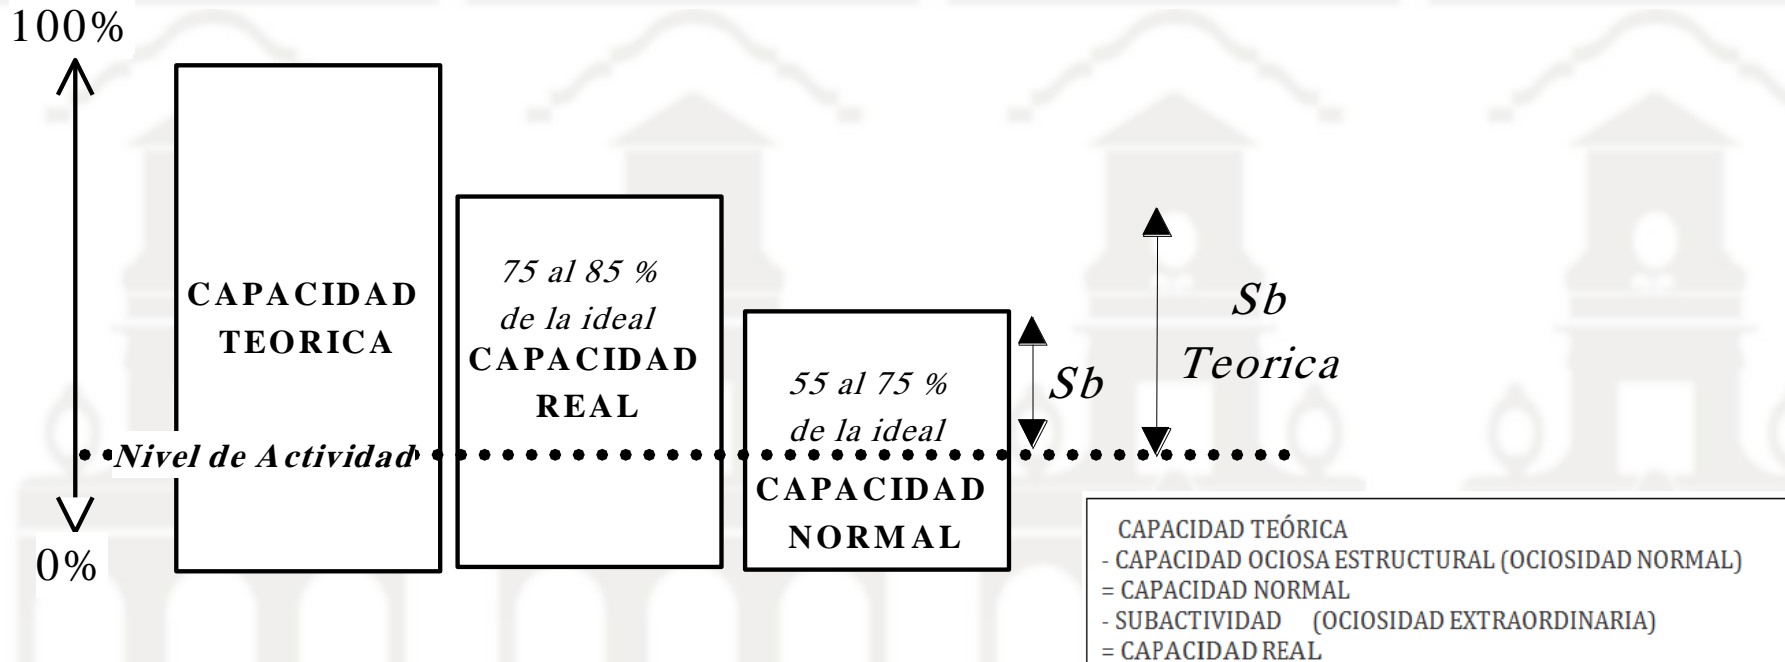 100%
CAPACIDAD
TEORICA
75 al 85 %
de la ideal
CAPACIDAD
REAL
55 al 75 %
de la ideal
CAPACIDAD
NORMAL
Sb
Sb
Teorica
Nivel de Actividad
0%
CAPACIDAD TEÓRICA
- CAPACIDAD OCIOSA ESTRUCTURAL (OCIOSIDAD NORMAL)
= CAPACIDAD NORMAL
- SUBACTIVIDAD (OCIOSIDAD EXTRAORDINARIA)
= CAPACIDAD REAL